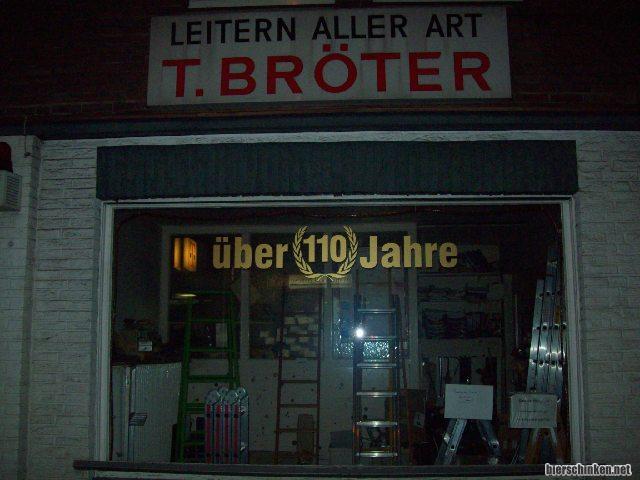 LEITERN ALLER ART
T. BRÖTER
über 110 Jahre
bierschinken.net